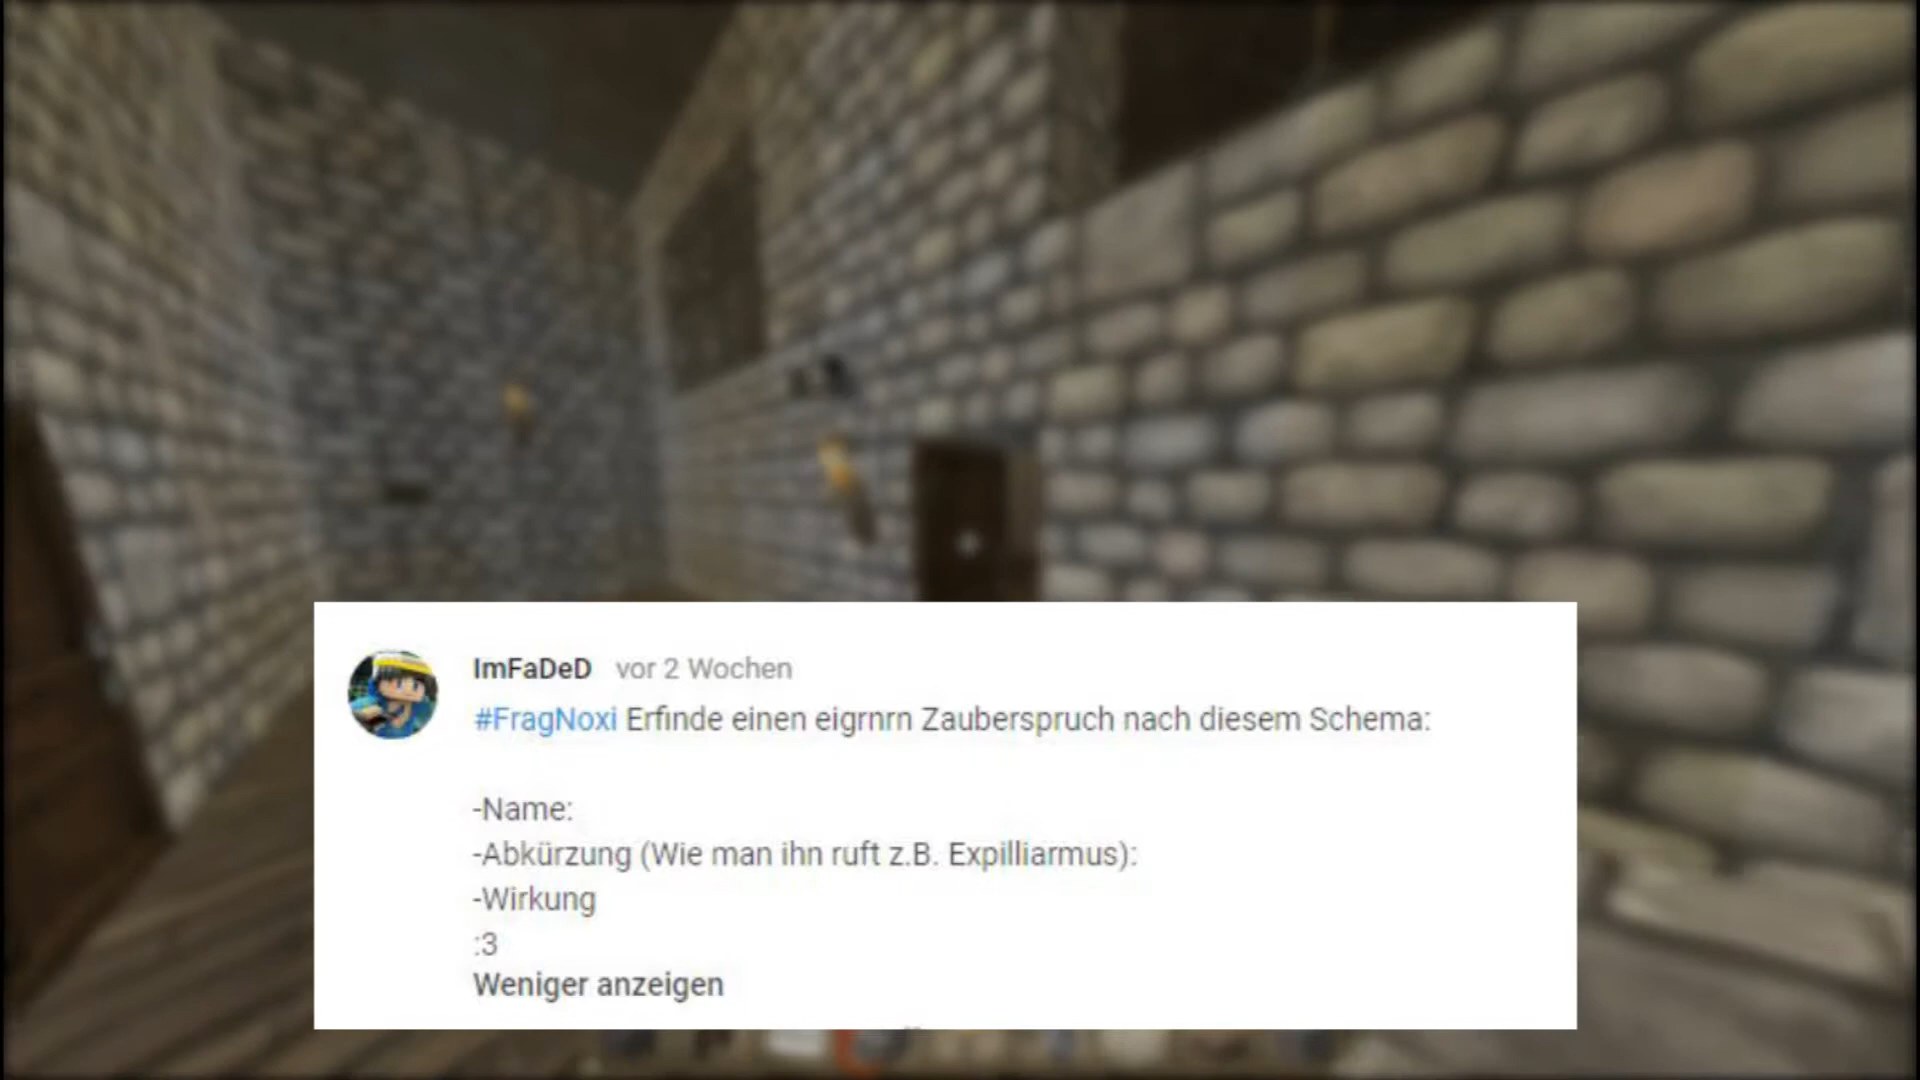 ImFaDeD vor 2 Wochen
#FragNoxi Erfinde einen eigrnrn Zauberspruch nach diesem Schema:
-Name:
-Abkürzung (Wie man ihn ruft z.B. Expilliarmus):
-Wirkung
:3
Weniger anzeigen